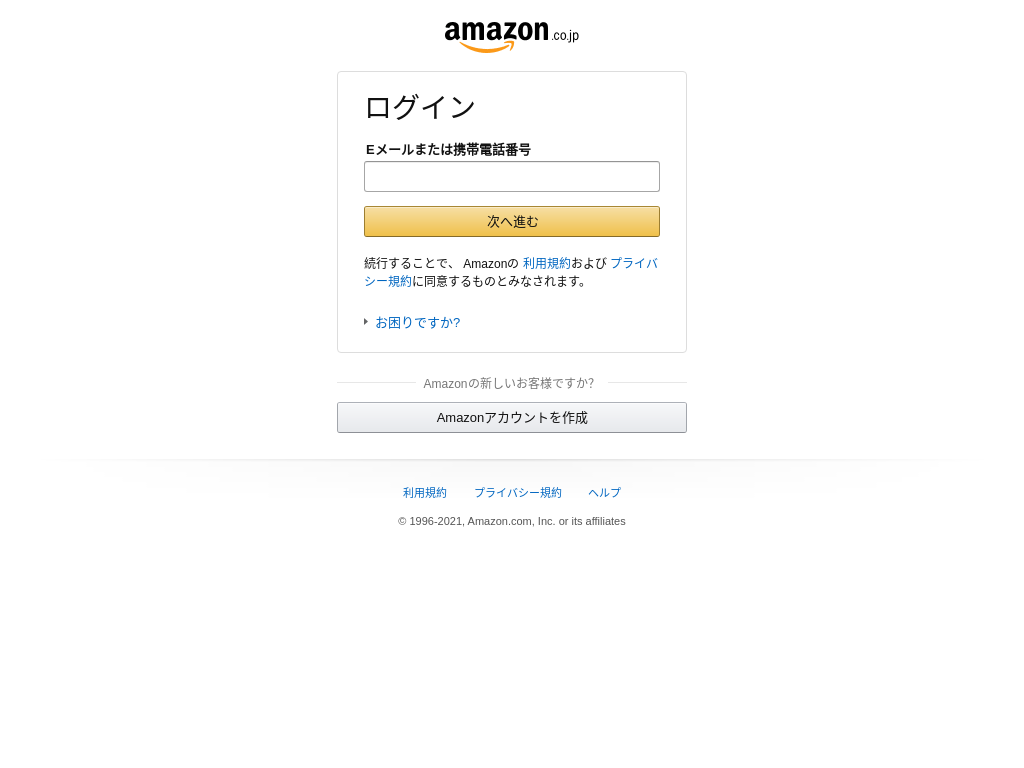 amazon.co.jp
ログイン
Eメールまたは携帯電話番号
次へ進む
続行することで、 Amazonの 利用規約および プライバ
シー規約に同意するものとみなされます。
お困りですか?
Amazonの新しいお客様ですか?
Amazonアカウントを作成
利用規約 プライバシー規約 ヘルプ
© 1996-2021, Amazon.com, Inc. or its affiliates